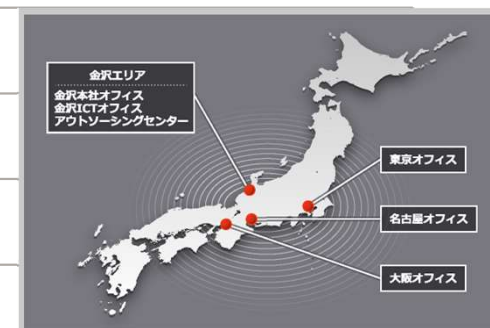 金沢エリア
金沢本社オフィス
金沢ICTオフィス
アウトソーシングセンター
東京オフィス
名古屋オフィス
大阪オフィス